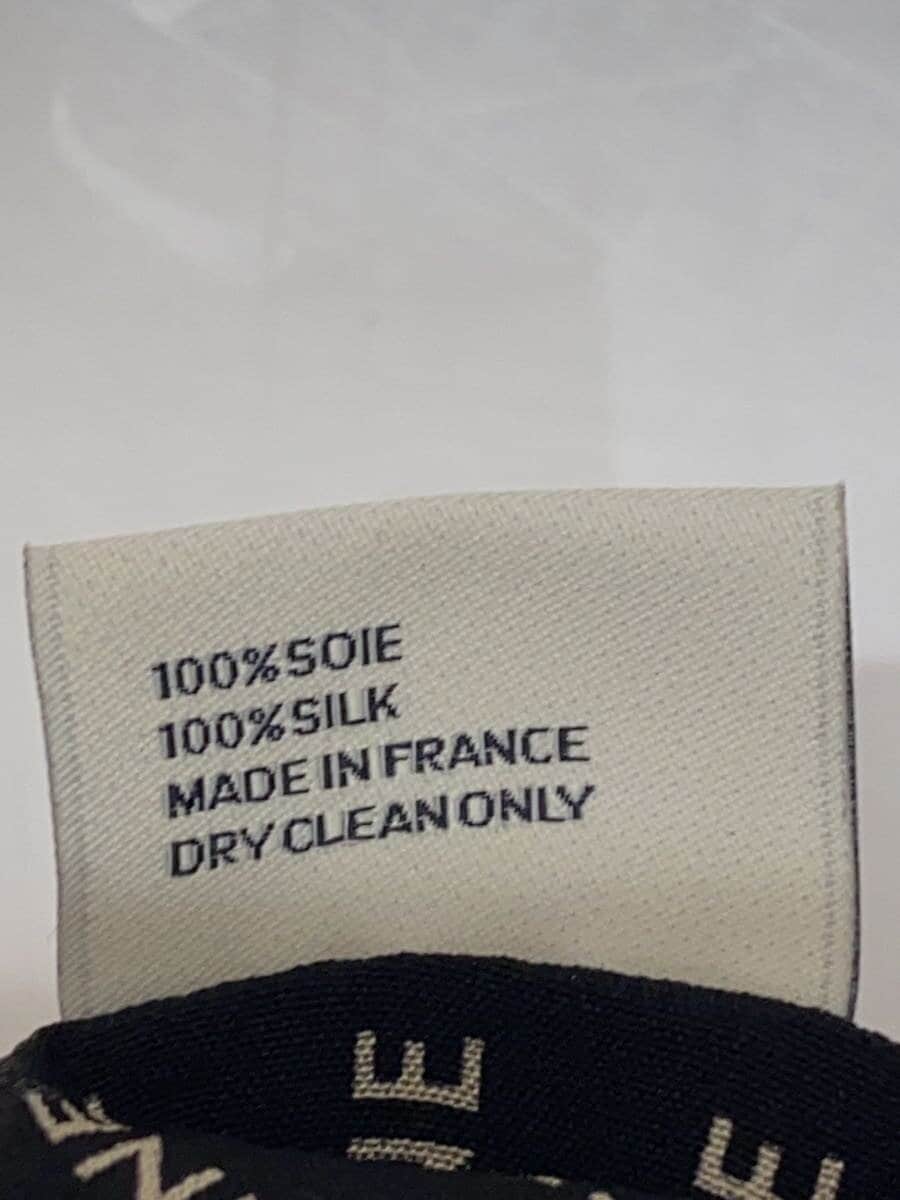 100%SOIE
100%SILK
MADE IN FRANCE
DRY CLEAN ONLY